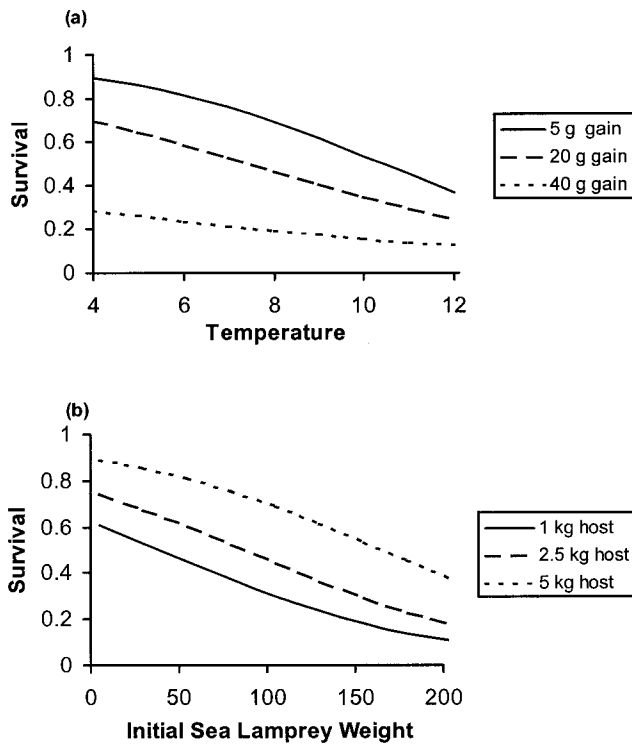 (a)
1
0.8
0.6
0.4
0.2
0
Survival
4 6 8 10 12
Temperature
5 g gain
20 g gain
40 g gain
(b)
1
0.8
0.6
0.4
0.2
0
Survival
0 50 100 150 200
Initial Sea Lamprey Weight
1 kg host
2.5 kg host
5 kg host